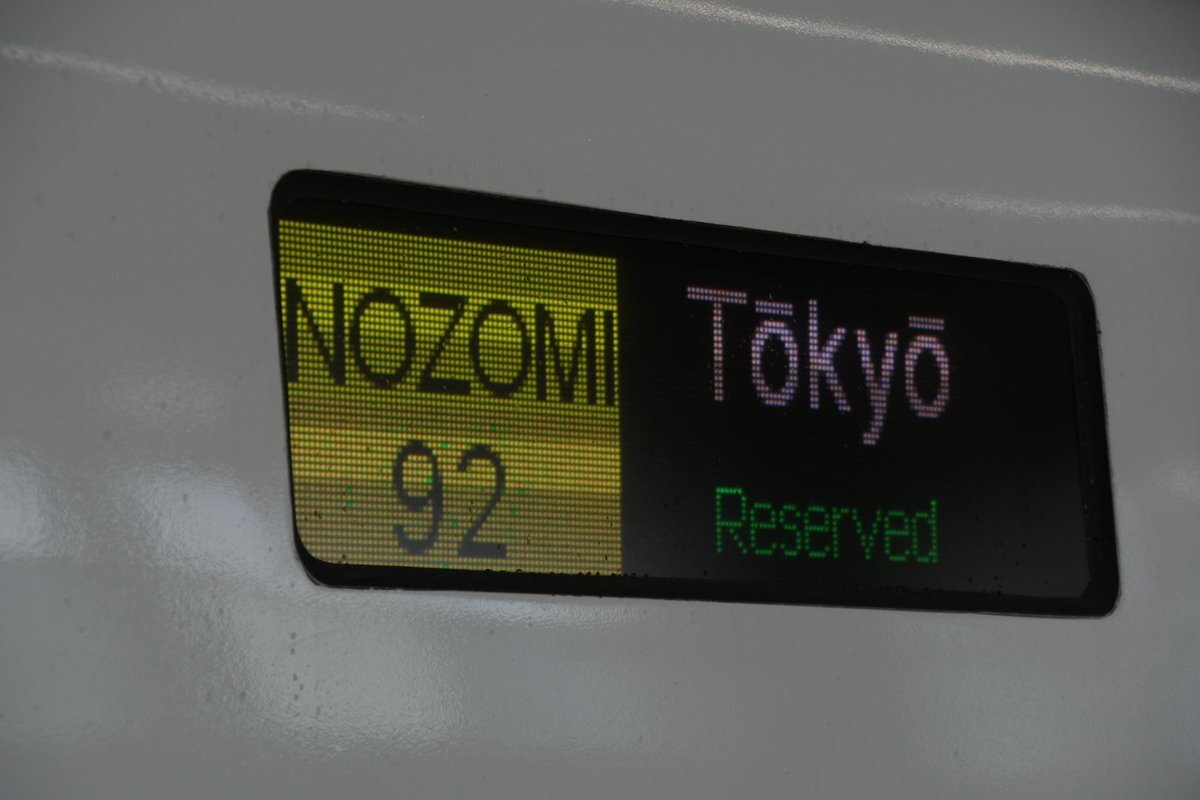 NOZOMI
92
Tōkyō
Reserved